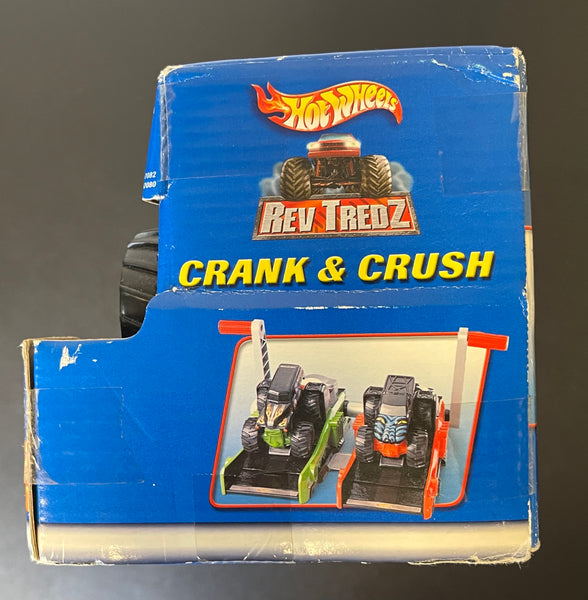 HOT WHEELS
REV TREDZ
CRANK & CRUSH